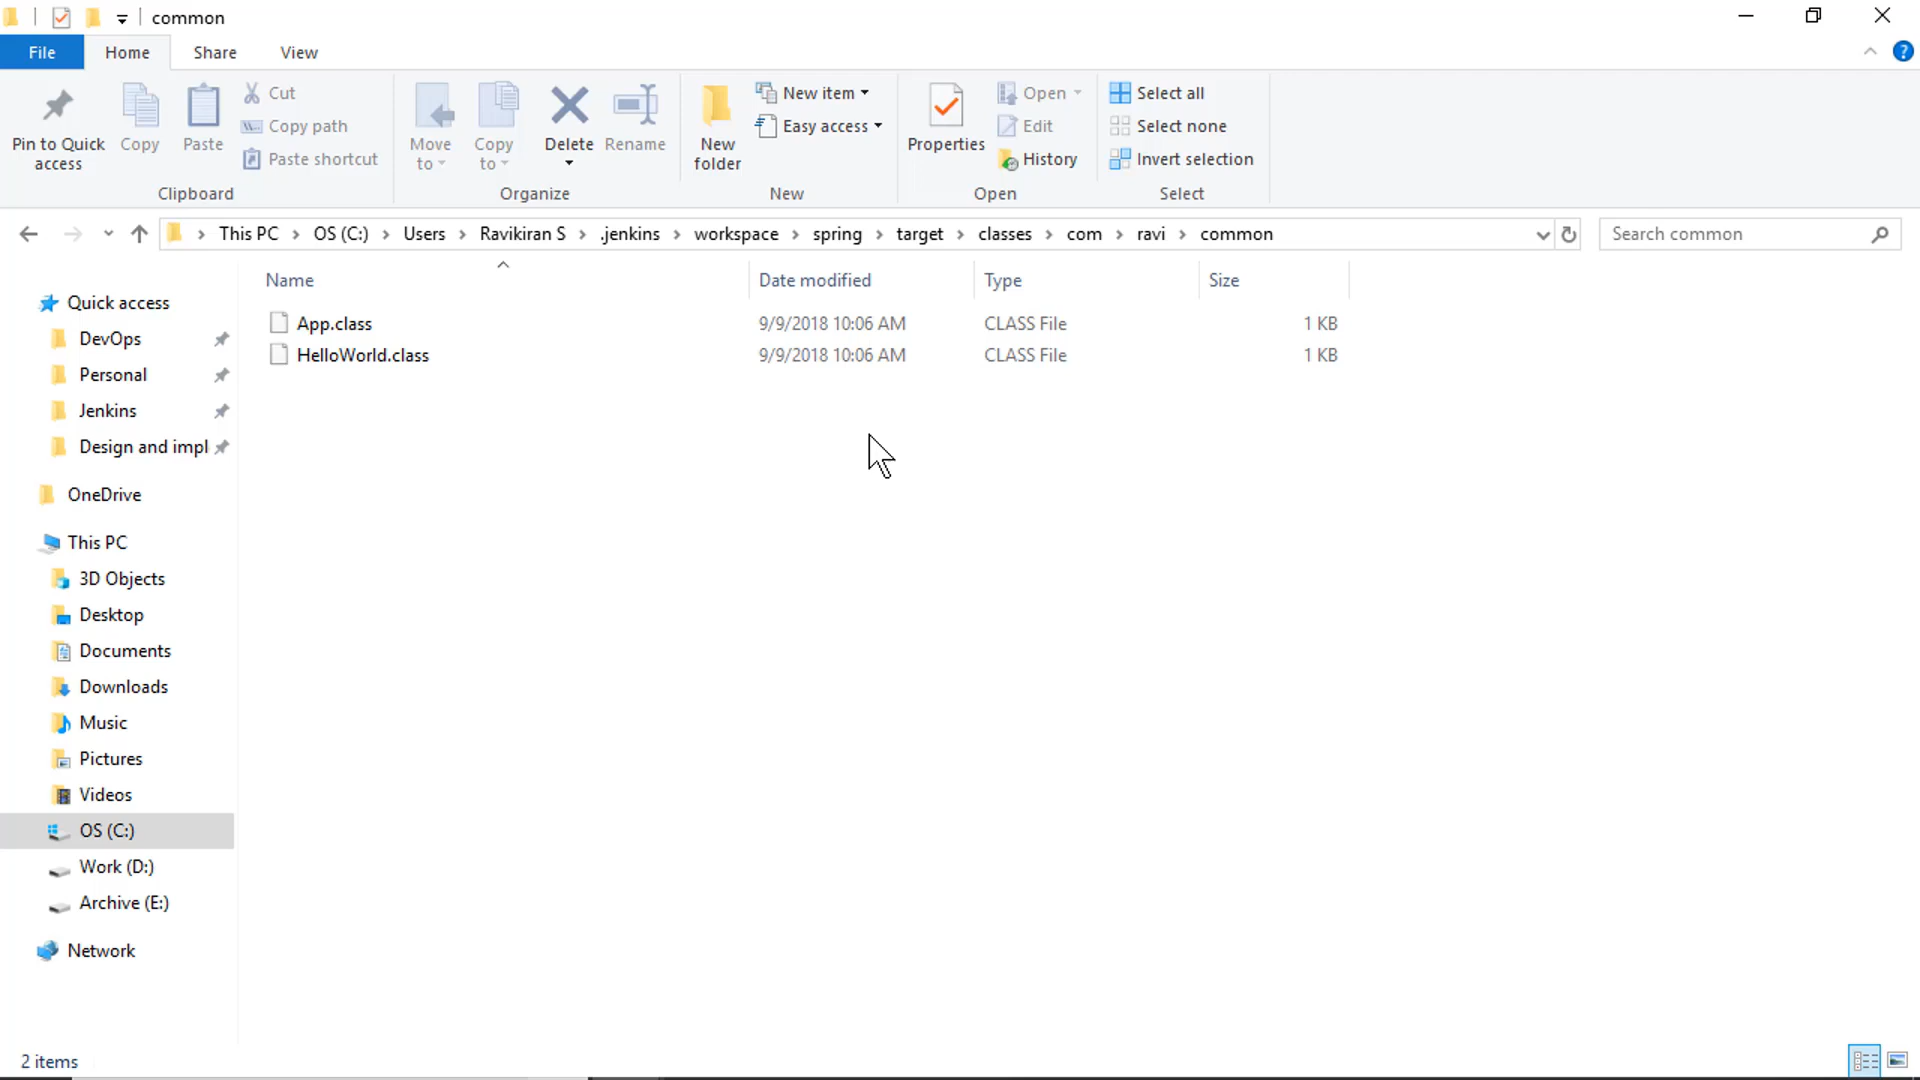 common
File Home Share View
Pin to Quick access
Copy
Paste
Cut
Copy path
Paste shortcut
Clipboard
Move to
Copy to
Delete
Rename
Organize
New folder
New item
Easy access
New
Properties
Open
Edit
History
Open
Select all
Select none
Invert selection
Select
This PC > OS (C:) > Users > Ravikiran S > .jenkins > workspace > spring > target > classes > com > ravi > common
Search common
Name Date modified Type Size
App.class 9/9/2018 10:06 AM CLASS File 1 KB
HelloWorld.class 9/9/2018 10:06 AM CLASS File 1 KB
Quick access
DevOps
Personal
Jenkins
Design and impl
OneDrive
This PC
3D Objects
Desktop
Documents
Downloads
Music
Pictures
Videos
OS (C:)
Work (D:)
Archive (E:)
Network
2 items